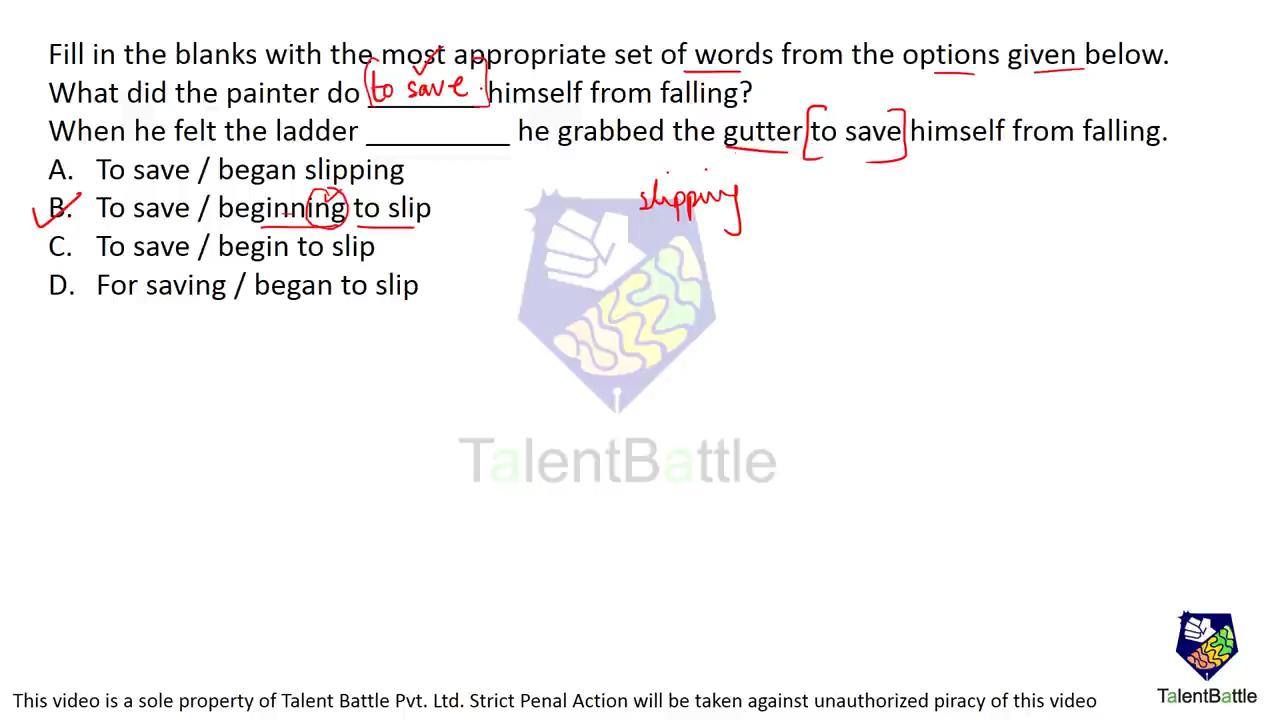 Fill in the blanks with the most appropriate set of words from the options given below.
What did the painter do to save himself from falling?
When he felt the ladder __________ he grabbed the gutter [to save] himself from falling.
A. To save / began slipping
B. To save / beginning to slip
slipping
C. To save / begin to slip
D. For saving / began to slip
TalentBattle
TalentBattle
This video is a sole property of Talent Battle Pvt. Ltd. Strict Penal Action will be taken against unauthorized piracy of this video